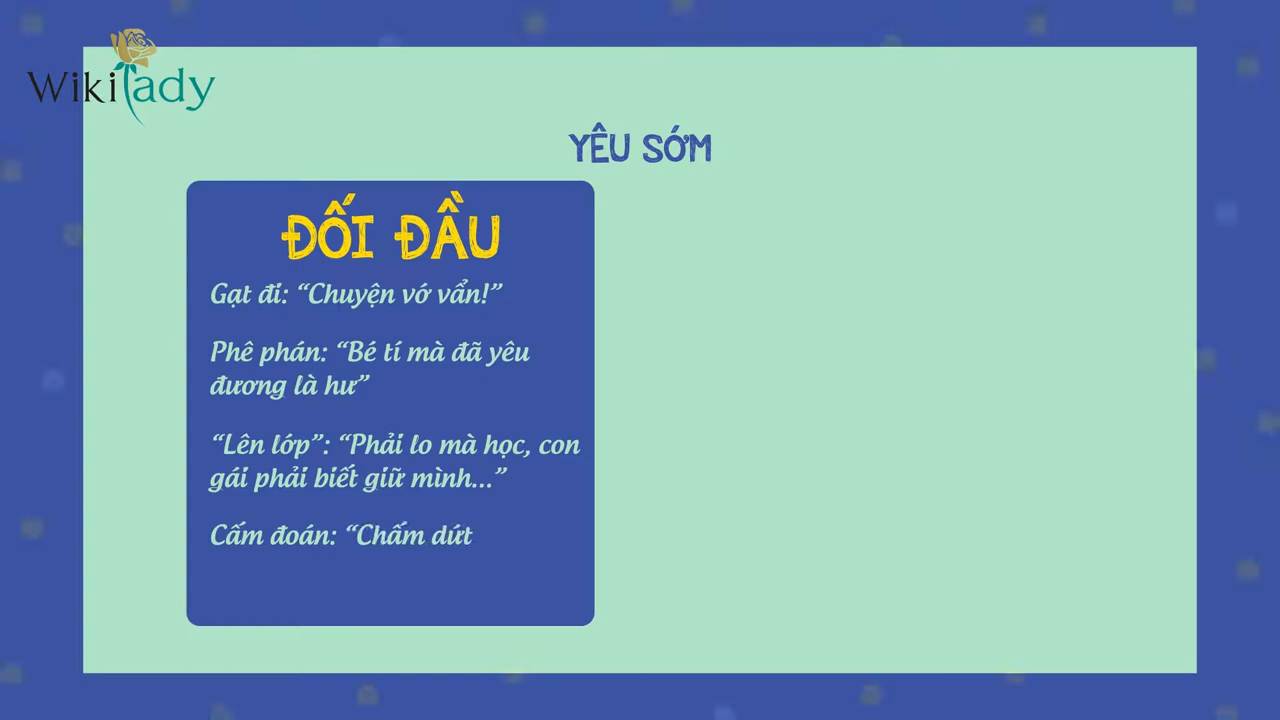 Wikilady
YÊU SỚM
ĐỐI ĐẦU
Gạt đi: “Chuyện vớ vẩn!”
Phê phán: “Bé tí mà đã yêu
đương là hư”
“Lên lớp”: “Phải lo mà học, con
gái phải biết giữ mình...”
Cấm đoán: “Chấm dứt